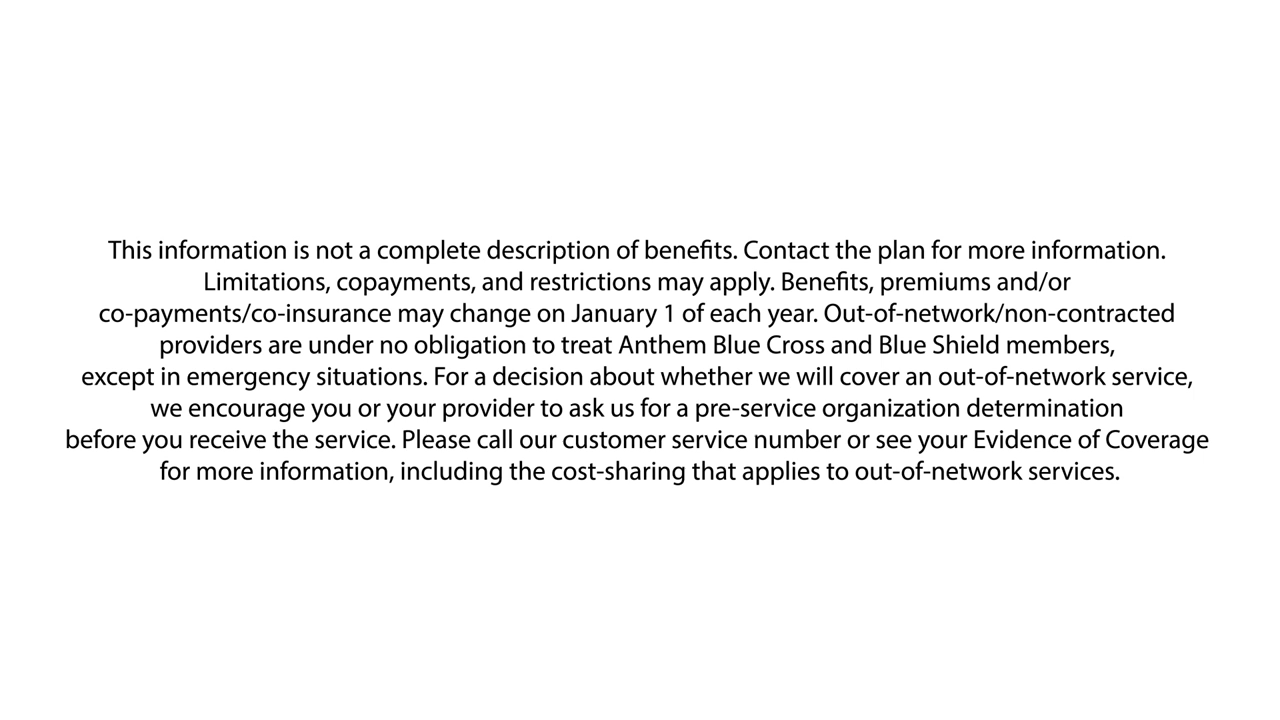 This information is not a complete description of benefits. Contact the plan for more information.
Limitations, copayments, and restrictions may apply. Benefits, premiums and/or
co-payments/co-insurance may change on January 1 of each year. Out-of-network/non-contracted
providers are under no obligation to treat Anthem Blue Cross and Blue Shield members,
except in emergency situations. For a decision about whether we will cover an out-of-network service,
we encourage you or your provider to ask us for a pre-service organization determination
before you receive the service. Please call our customer service number or see your Evidence of Coverage
for more information, including the cost-sharing that applies to out-of-network services.